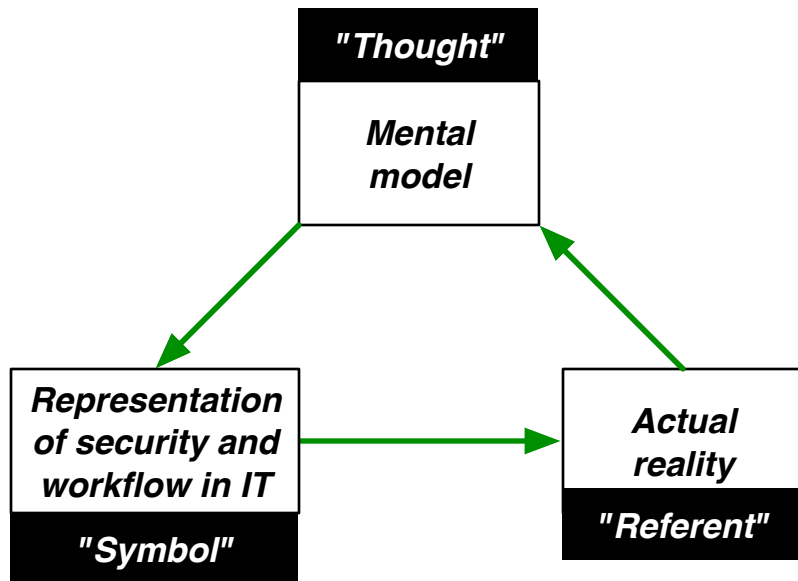 "Thought"
Mental
model
Representation
of security and
workflow in IT
"Symbol"
Actual
reality
"Referent"